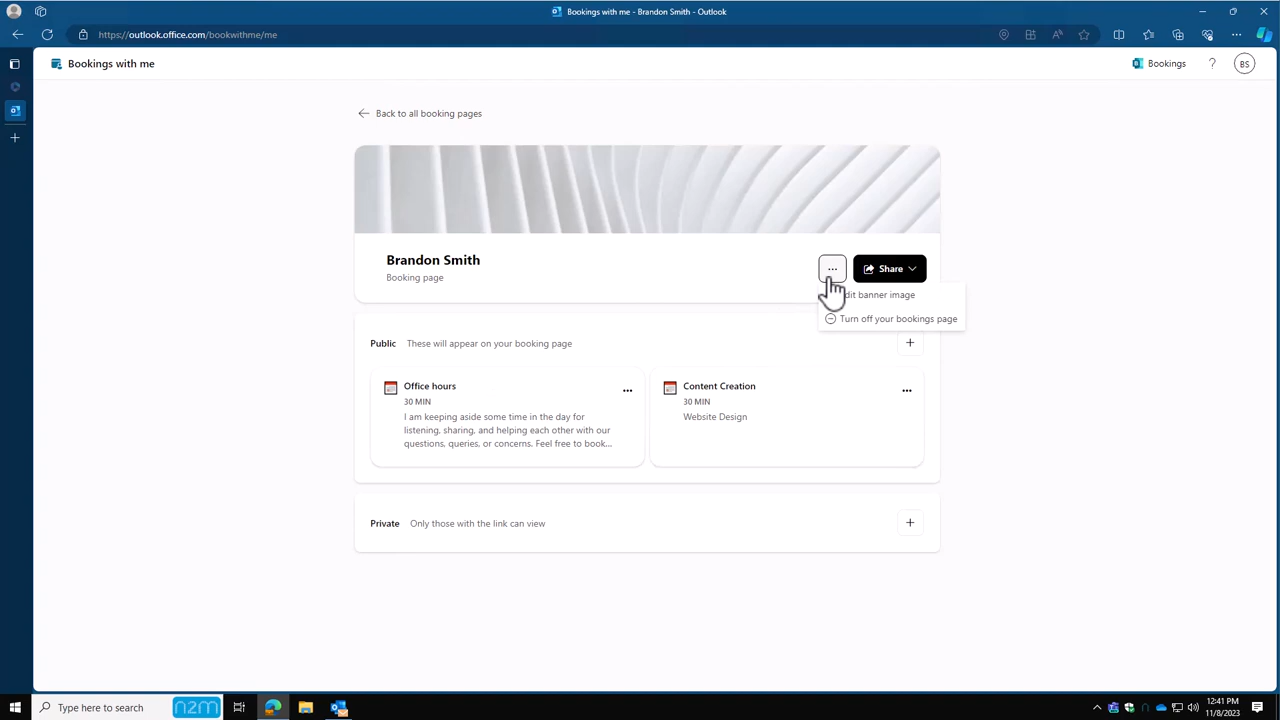 Bookings with me - Brandon Smith - Outlook
https://outlook.office.com/bookwithme/me
Bookings with me
Bookings
?
BS
Back to all booking pages
Brandon Smith
Booking page
...
Share
dit banner image
Turn off your bookings page
Public These will appear on your booking page
+
Office hours
...
30 MIN
I am keeping aside some time in the day for
listening, sharing, and helping each other with our
questions, queries, or concerns. Feel free to book...
Content Creation
...
30 MIN
Website Design
Private Only those with the link can view
+
Type here to search
n2m
12:41 PM
11/8/2023